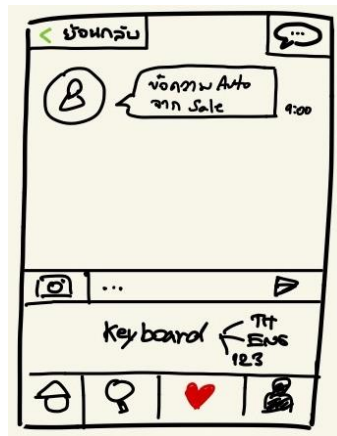 < ย้อนกลับ
...
ข้อความ Auto
จาก Sale
9:00
...
Keyboard
TH
ENG
123